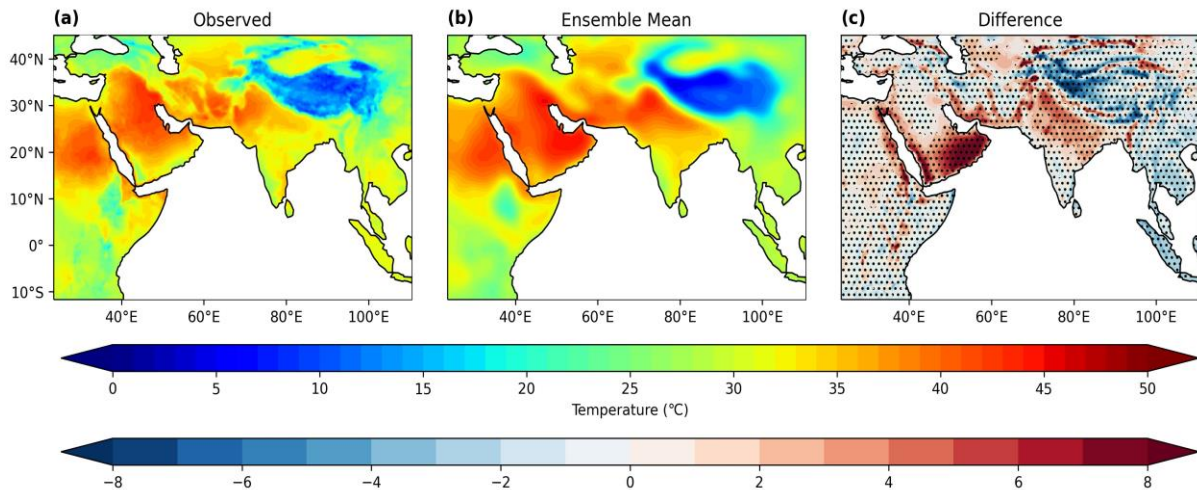 (a) Observed (b) Ensemble Mean (c) Difference
40°N
30°N
20°N
10°N
0°
10°S
40°E 60°E 80°E 100°E 40°E 60°E 80°E 100°E 40°E 60°E 80°E 100°E
0 5 10 15 20 25 30 35 40 45 50
Temperature (°C)
−8 −6 −4 −2 0 2 4 6 8